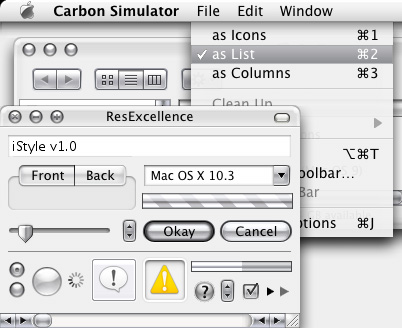 Carbon Simulator File Edit Window
as Icons ⌘1
✓ as List ⌘2
as Columns ⌘3
Clean Up
⌥⌘T
oolbar...
Bar
ptions ⌘J
ResExcellence
iStyle v1.0
Front Back Mac OS X 10.3
Okay Cancel